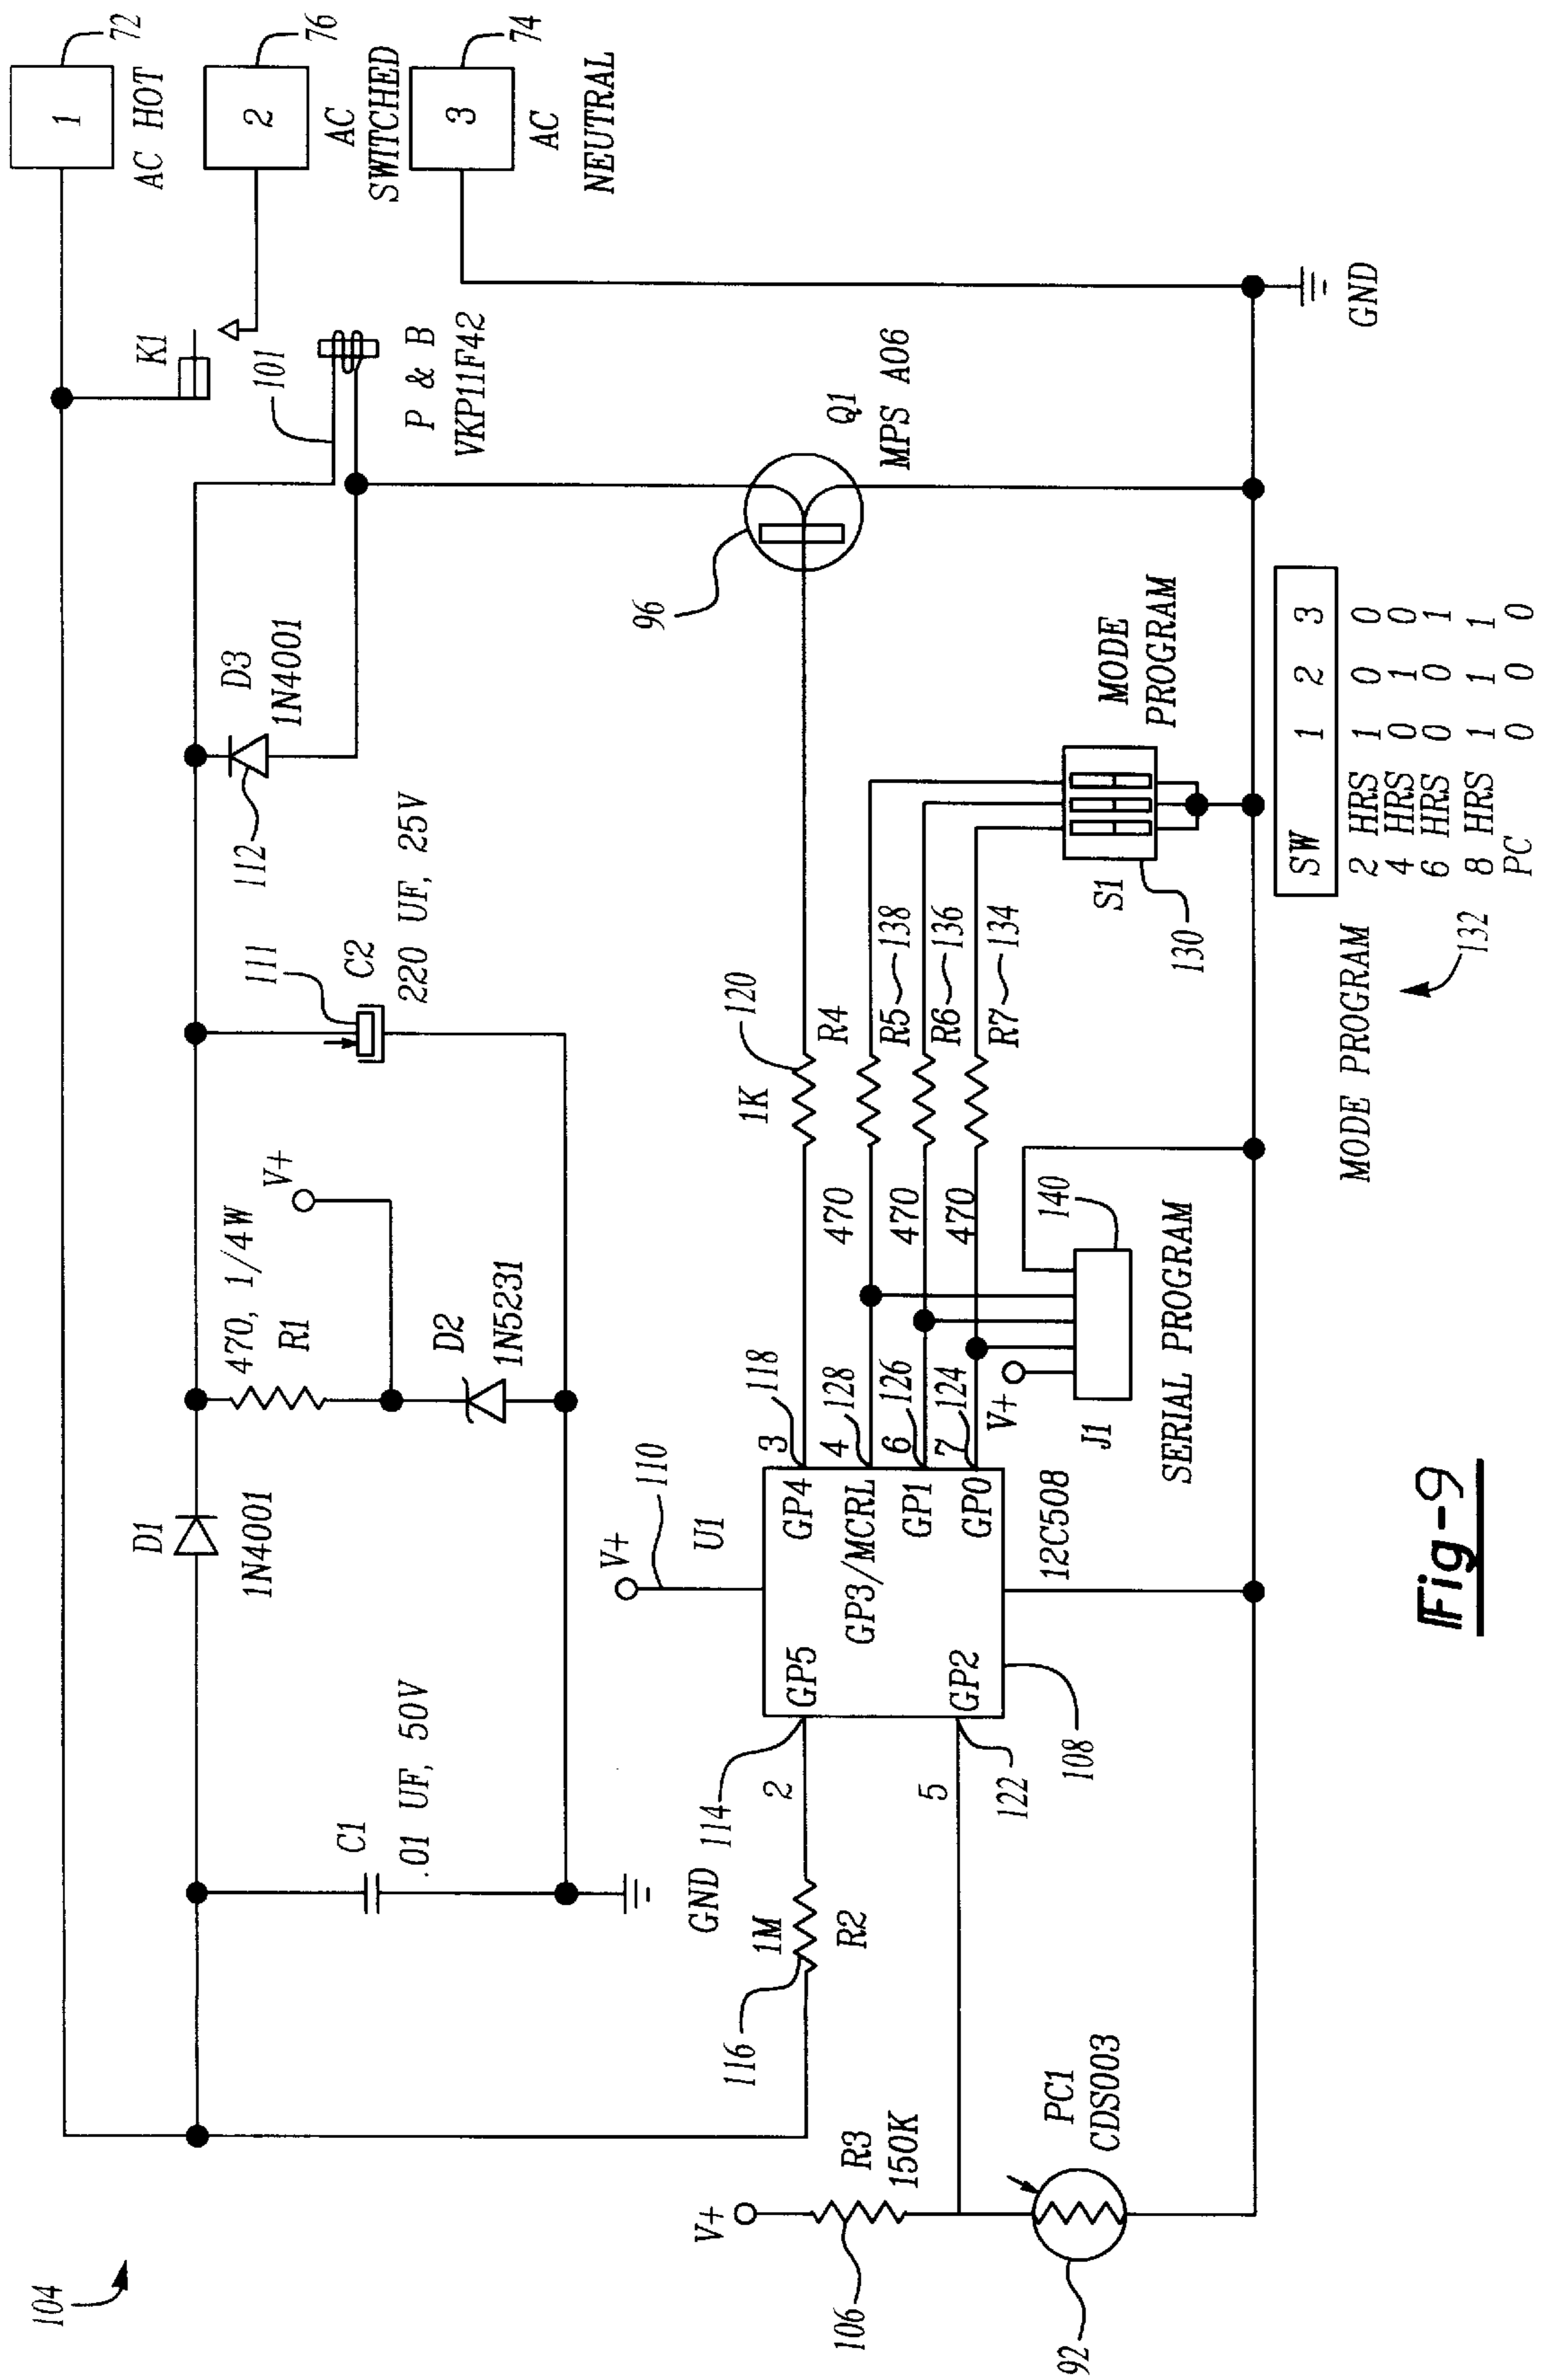 104
72
1
AC HOT
76
2
AC
SWITCHED
74
3
AC
NEUTRAL
K1
101
P & B
VKP11F42
D1
1N4001
470, 1/4W
R1
V+
D2
1N5231
111
C2
220 UF, 25V
112
D3
1N4001
C1
.01 UF, 50V
GND
116
1M
R2
114
2
V+
110
U1
GP5
GP4
GP3/MCRL
GP1
GP2
GP0
12C508
108
5
122
3
118
4
128
6
126
7
124
1K
120
R4
470
R5
138
470
R6
136
470
R7
134
96
Q1
MPS A06
V+
R3
150K
106
PC1
CDS003
92
V+
J1
140
SERIAL PROGRAM
S1
130
MODE
PROGRAM
GND
MODE PROGRAM
132
SW 1 2 3
2 HRS 1 0 0
4 HRS 0 1 0
6 HRS 0 0 1
8 HRS 1 1 1
PC 0 0 0
Fig-9